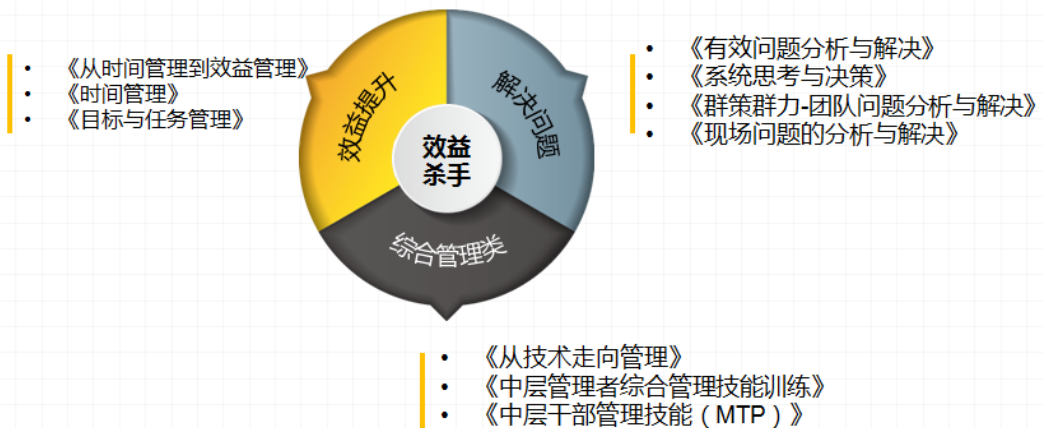 《从时间管理到效益管理》
《时间管理》
《目标与任务管理》
效益提升
解决问题
效益
杀手
综合管理类
《有效问题分析与解决》
《系统思考与决策》
《群策群力-团队问题分析与解决》
《现场问题的分析与解决》
《从技术走向管理》
《中层管理者综合管理技能训练》
《中层干部管理技能（MTP）》